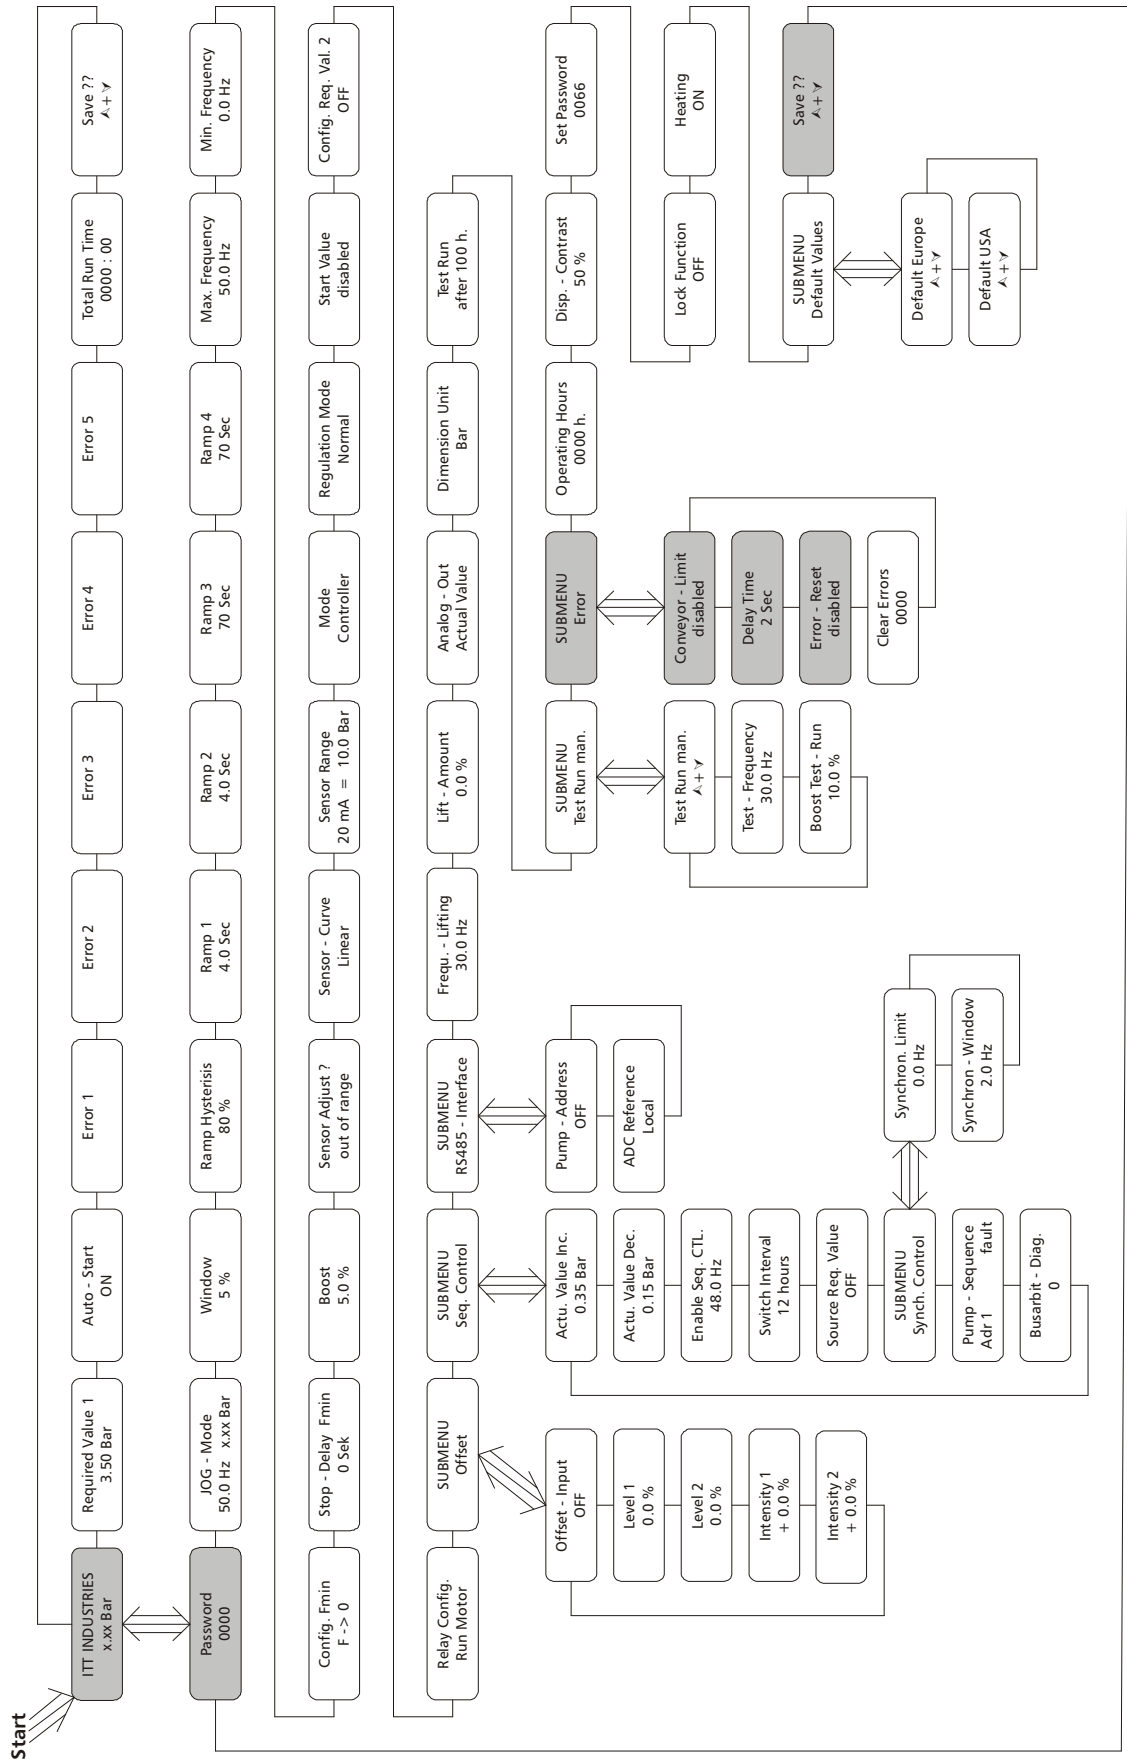 Start
ITT INDUSTRIES
x.xx Bar
Required Value 1
3.50 Bar
Auto - Start
ON
Error 1
Error 2
Error 3
Error 4
Error 5
Total Run Time
0000 : 00
Save ??
⮝+⮟
Password
0000
JOG - Mode
50.0 Hz x.xx Bar
Window
5 %
Ramp Hysterisis
80 %
Ramp 1
4.0 Sec
Ramp 2
4.0 Sec
Ramp 3
70 Sec
Ramp 4
70 Sec
Max. Frequency
50.0 Hz
Min. Frequency
0.0 Hz
Config. Fmin
F -> 0
Stop - Delay Fmin
0 Sek
Boost
5.0 %
Sensor Adjust ?
out of range
Sensor - Curve
Linear
Sensor Range
20 mA = 10.0 Bar
Mode
Controller
Regulation Mode
Normal
Start Value
disabled
Config. Req. Val. 2
OFF
Relay Config.
Run Motor
SUBMENU
Offset
SUBMENU
Seq. Control
SUBMENU
RS485 - Interface
Frequ. - Lifting
30.0 Hz
Lift - Amount
0.0 %
Analog - Out
Actual Value
Dimension Unit
Bar
Test Run
after 100 h.
Offset - Input
OFF
Level 1
0.0 %
Level 2
0.0 %
Intensity 1
+ 0.0 %
Intensity 2
+ 0.0 %
Actu. Value Inc.
0.35 Bar
Actu. Value Dec.
0.15 Bar
Enable Seq. CTL.
48.0 Hz
Switch Interval
12 hours
Source Req. Value
OFF
SUBMENU
Synch. Control
Pump - Sequence
Adr 1 fault
Busarbit - Diag.
0
Synchron. Limit
0.0 Hz
Synchron - Window
2.0 Hz
Pump - Address
OFF
ADC Reference
Local
SUBMENU
Test Run man.
Test Run man.
⮝+⮟
Test - Frequency
30.0 Hz
Boost Test - Run
10.0 %
SUBMENU
Error
Conveyor - Limit
disabled
Delay Time
2 Sec
Error - Reset
disabled
Clear Errors
0000
Operating Hours
0000 h.
Disp. - Contrast
50 %
Set Password
0066
Lock Function
OFF
Heating
ON
SUBMENU
Default Values
Save ??
⮝+⮟
Default Europe
⮝+⮟
Default USA
⮝+⮟